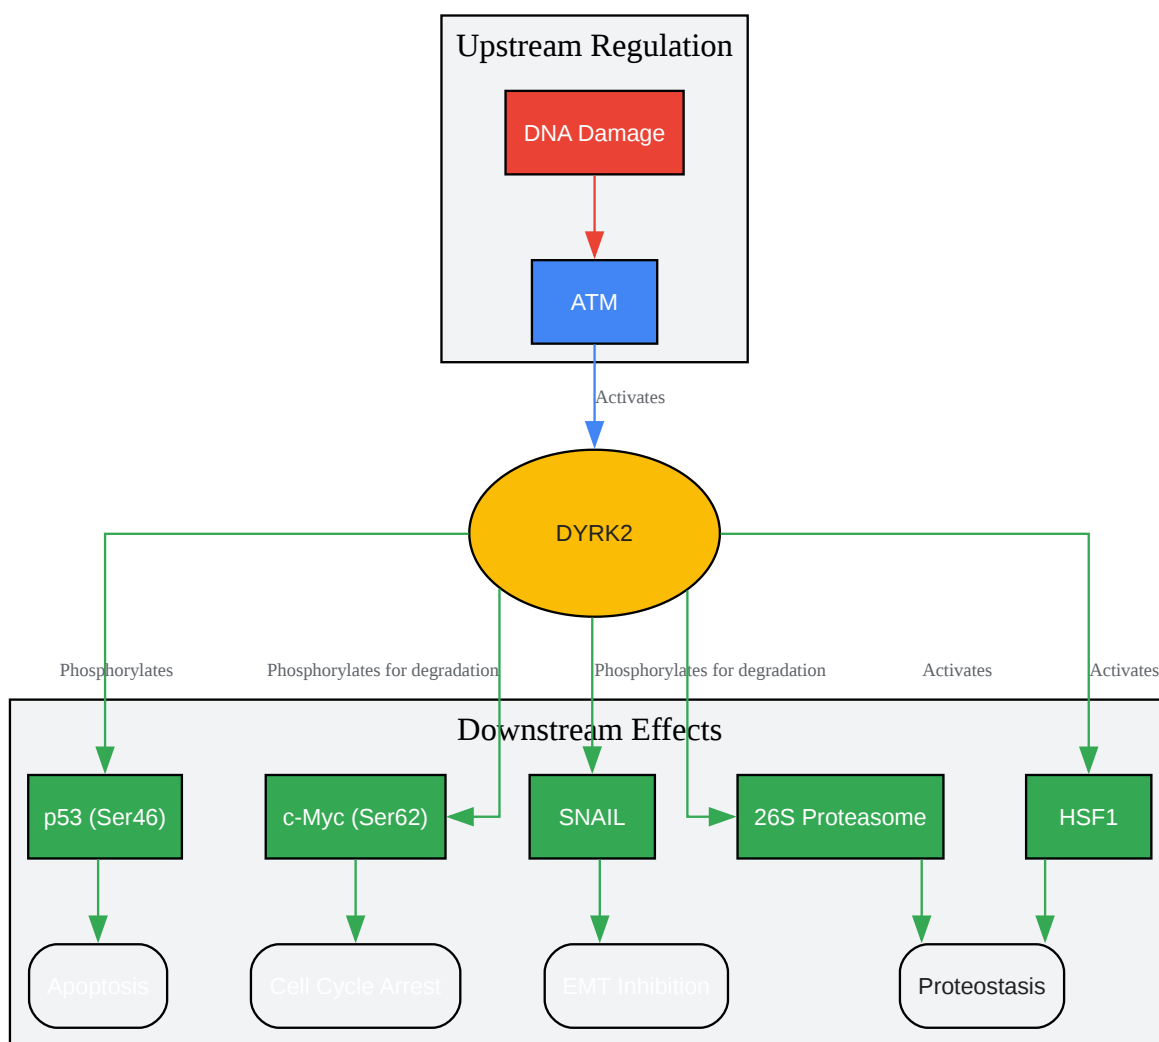 Upstream Regulation
DNA Damage
ATM
Activates
DYRK2
Phosphorylates
Phosphorylates for degradation
Phosphorylates for degradation
Activates
Activates
Downstream Effects
p53 (Ser46)
c-Myc (Ser62)
SNAIL
26S Proteasome
HSF1
Apoptosis
Cell Cycle Arrest
EMT Inhibition
Proteostasis